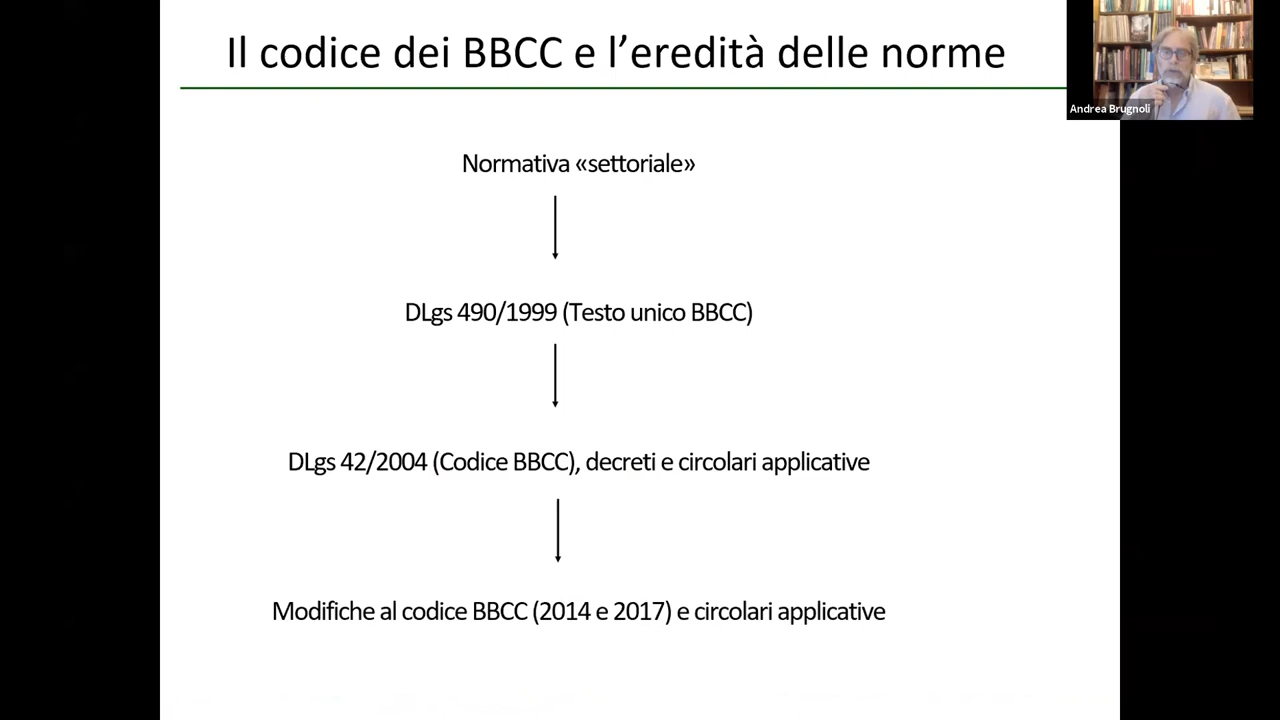 Il codice dei BBCC e l’eredità delle norme
Andrea Brugnoli
Normativa «settoriale»
DLgs 490/1999 (Testo unico BBCC)
DLgs 42/2004 (Codice BBCC), decreti e circolari applicative
Modifiche al codice BBCC (2014 e 2017) e circolari applicative